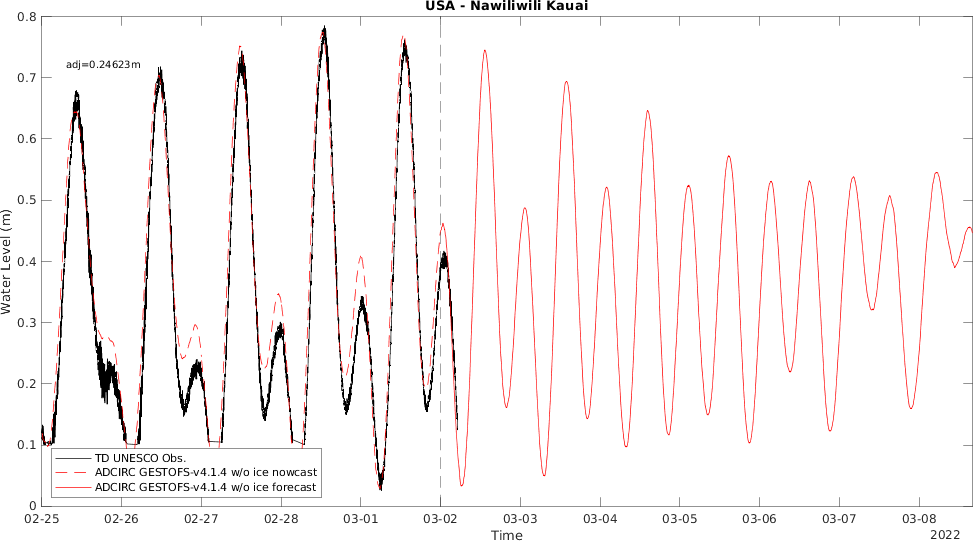 USA - Nawiliwili Kauai
0.8
0.7
0.6
0.5
0.4
0.3
0.2
0.1
0
Water Level (m)
adj=0.24623m
TD UNESCO Obs.
ADCIRC GESTOFS-v4.1.4 w/o ice nowcast
ADCIRC GESTOFS-v4.1.4 w/o ice forecast
02-25 02-26 02-27 02-28 03-01 03-02 03-03 03-04 03-05 03-06 03-07 03-08
Time
2022